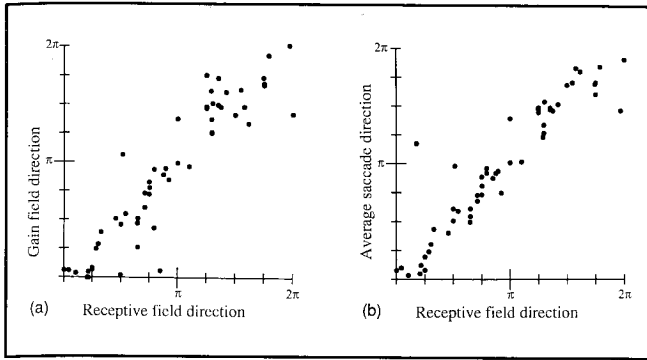 2π
π
Gain field direction
π
2π
(a)
Receptive field direction
2π
π
Average saccade direction
π
2π
(b)
Receptive field direction